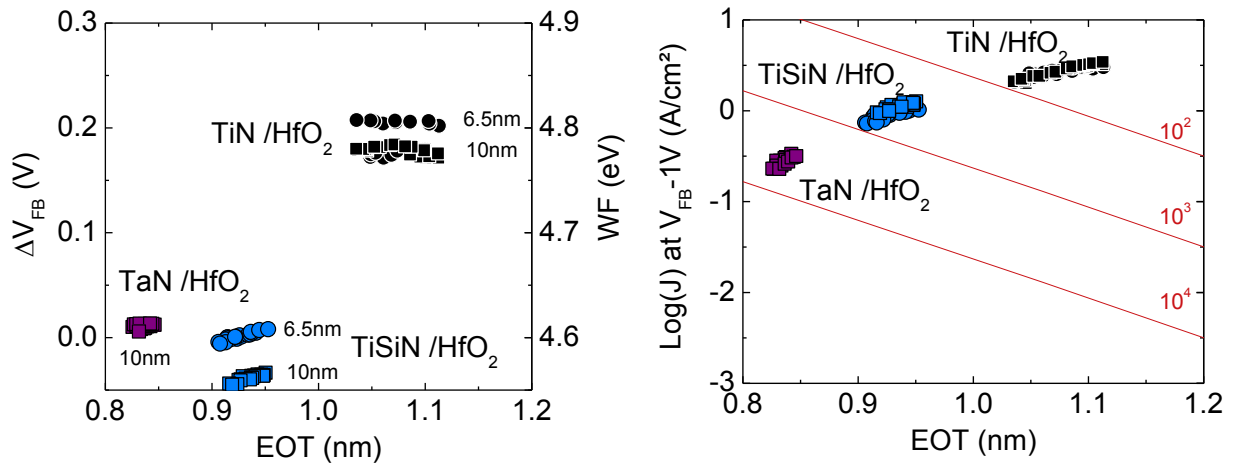 0.3
0.2
0.1
0.0
ΔV_FB (V)
4.9
4.8
4.7
4.6
WF (eV)
TiN /HfO₂
6.5nm
10nm
TaN /HfO₂
10nm
6.5nm
10nm
TiSiN /HfO₂
0.8 0.9 1.0 1.1 1.2
EOT (nm)
1
0
-1
-2
-3
Log(J) at V_FB-1V (A/cm²)
TiN /HfO₂
TiSiN /HfO₂
TaN /HfO₂
10²
10³
10⁴
0.8 0.9 1.0 1.1 1.2
EOT (nm)